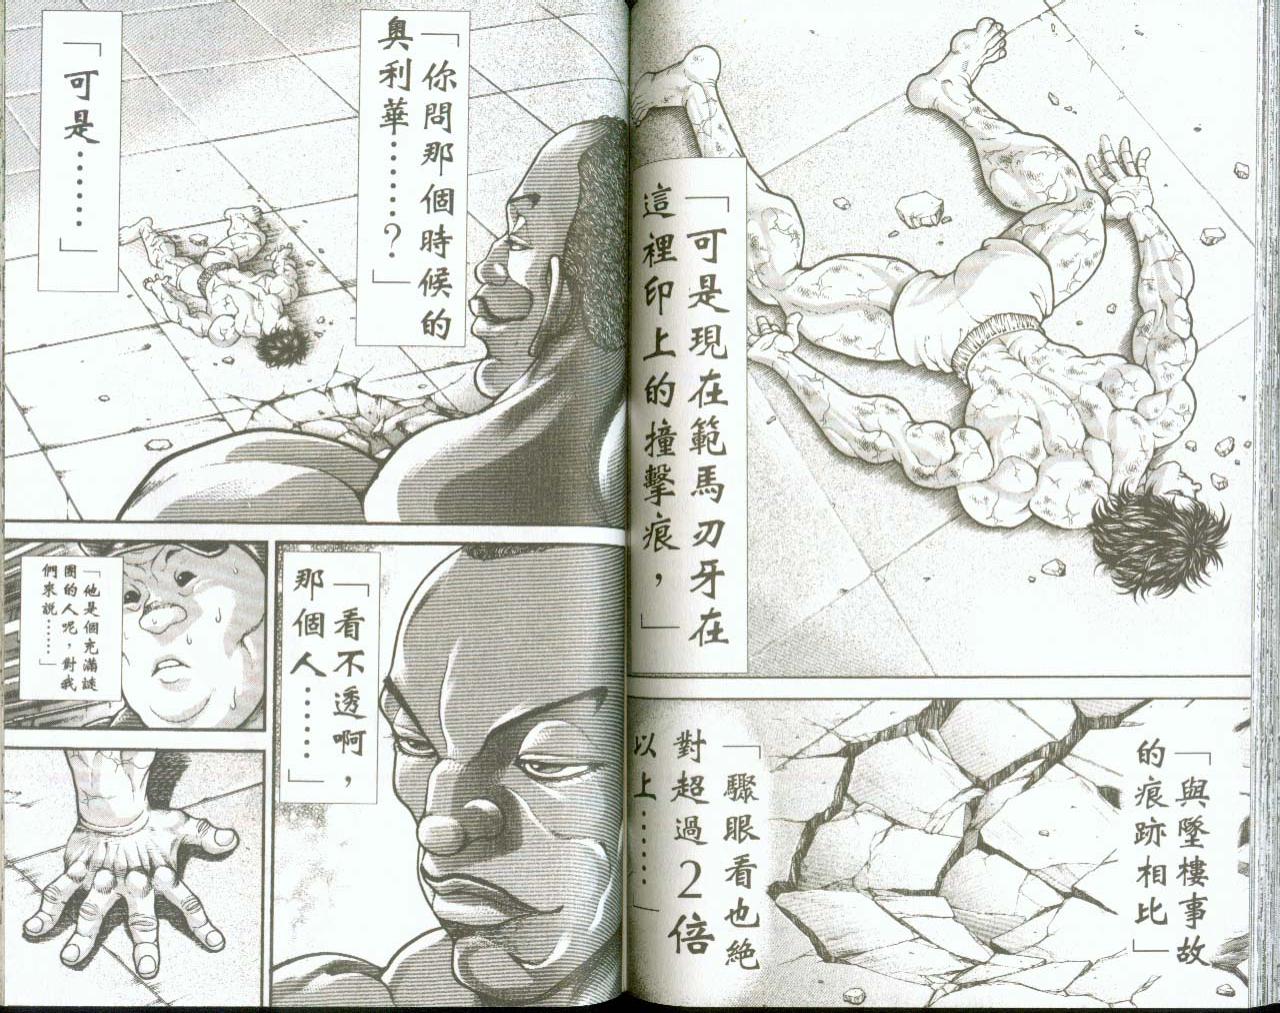 「可是現在範馬刃牙在
這裡印上的撞擊痕，」
「與墜樓事故
的痕跡相比」
「驟眼看也絕
對超過2倍
以上………」
「你問那個時候的
奧利華………？」
「可是………」
「看不透啊，
那個人………」
「他是個充滿謎
團的人呢，對我
們來說………」